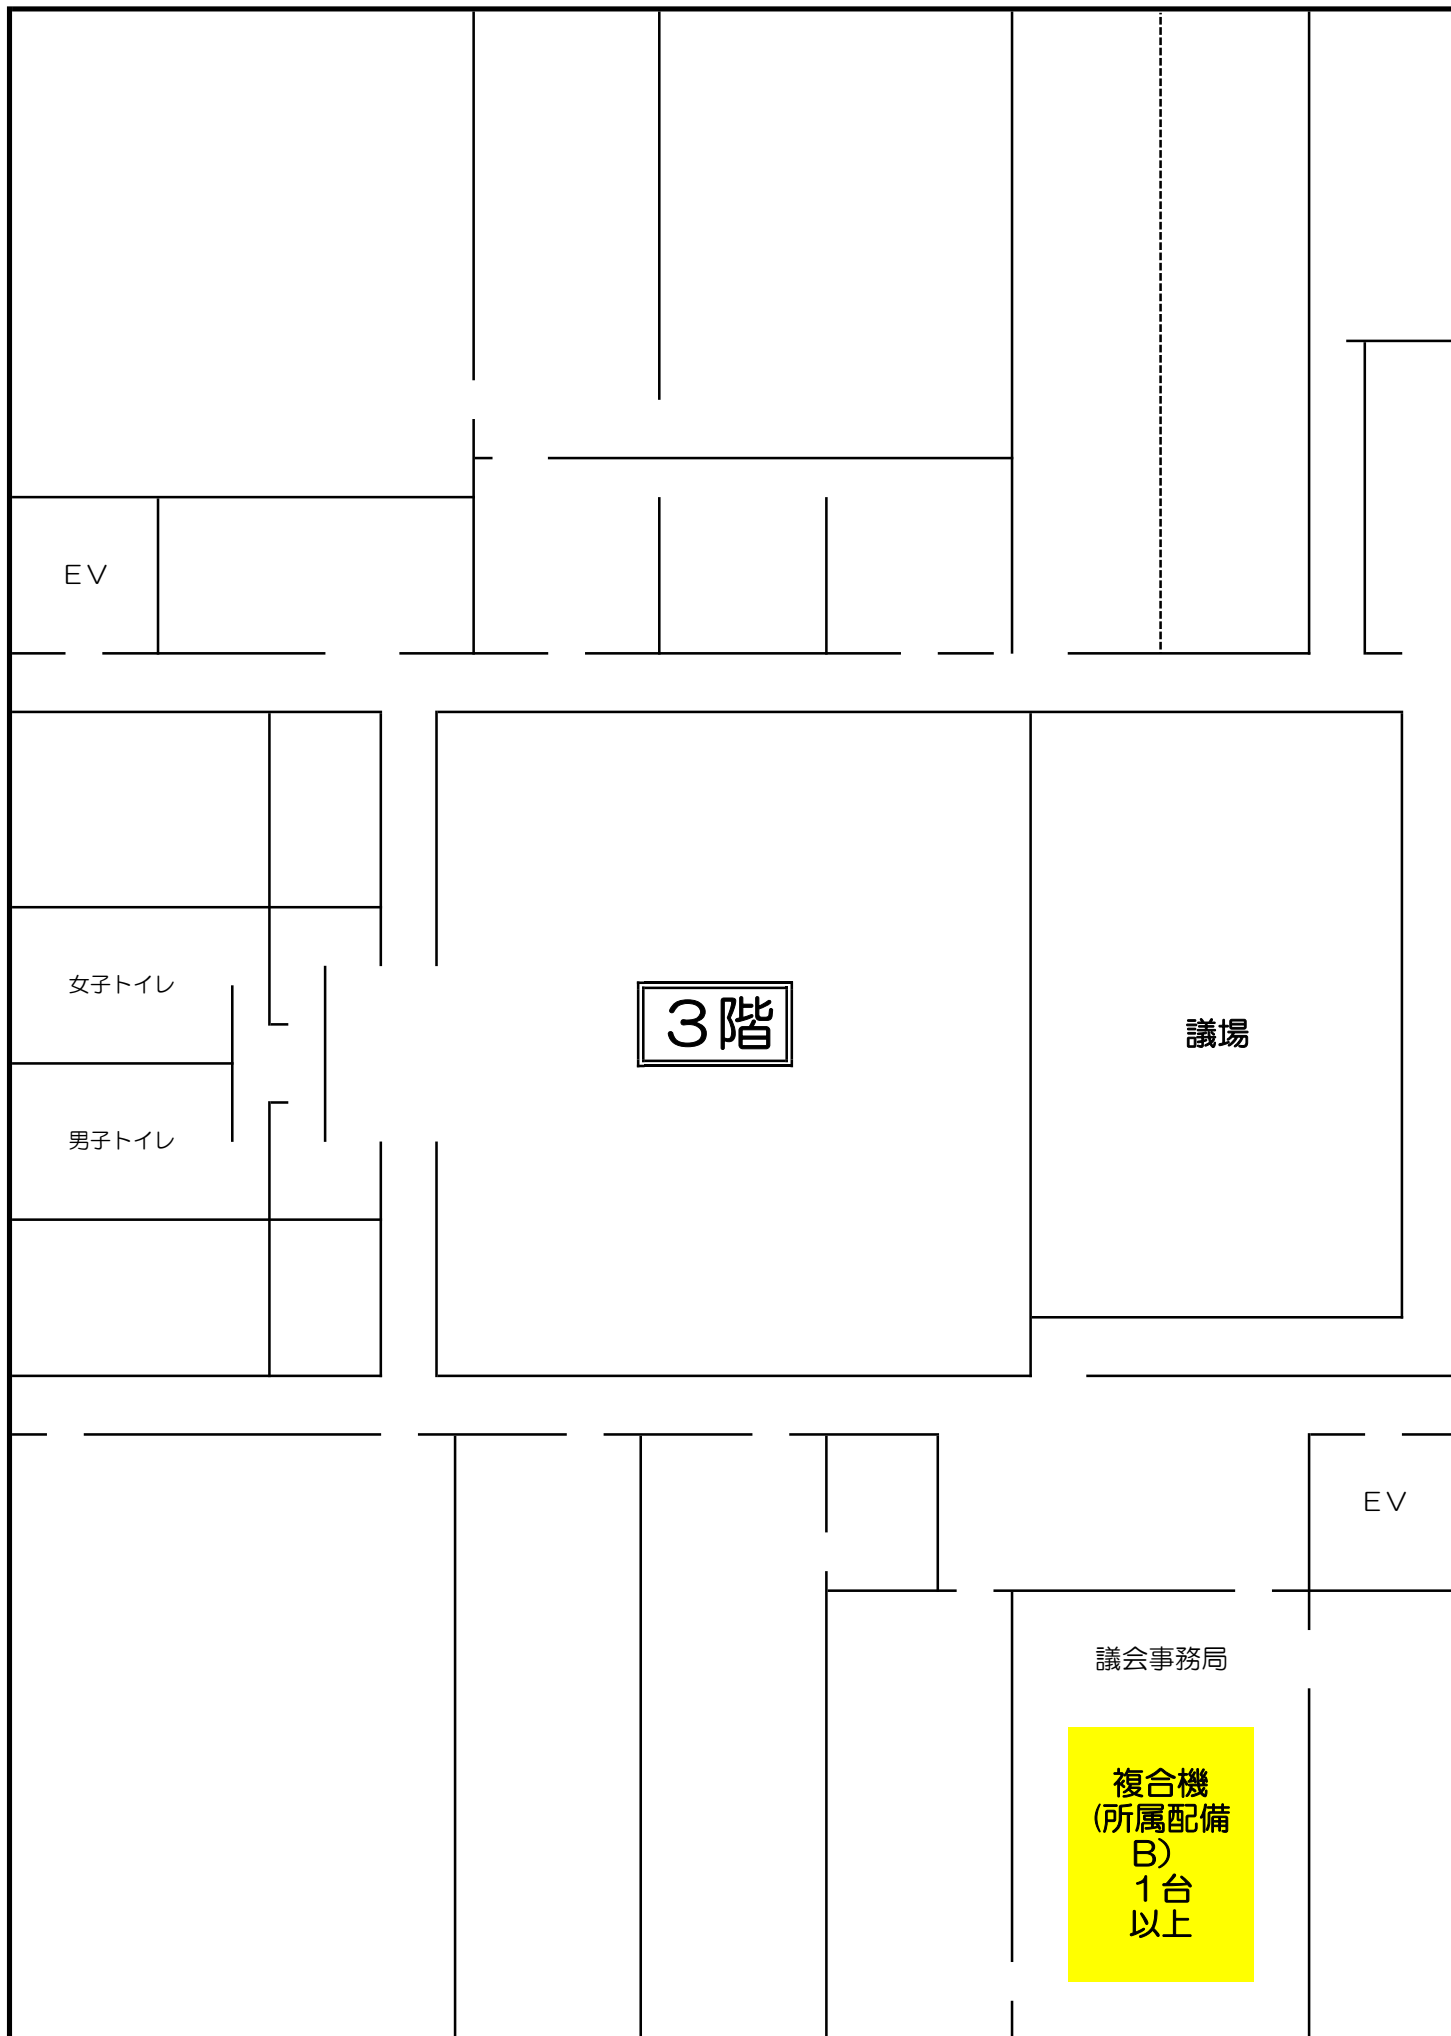 ＥＶ
女子トイレ
３階
議場
男子トイレ
ＥＶ
議会事務局
複合機
(所属配備
Ｂ）
１台
以上